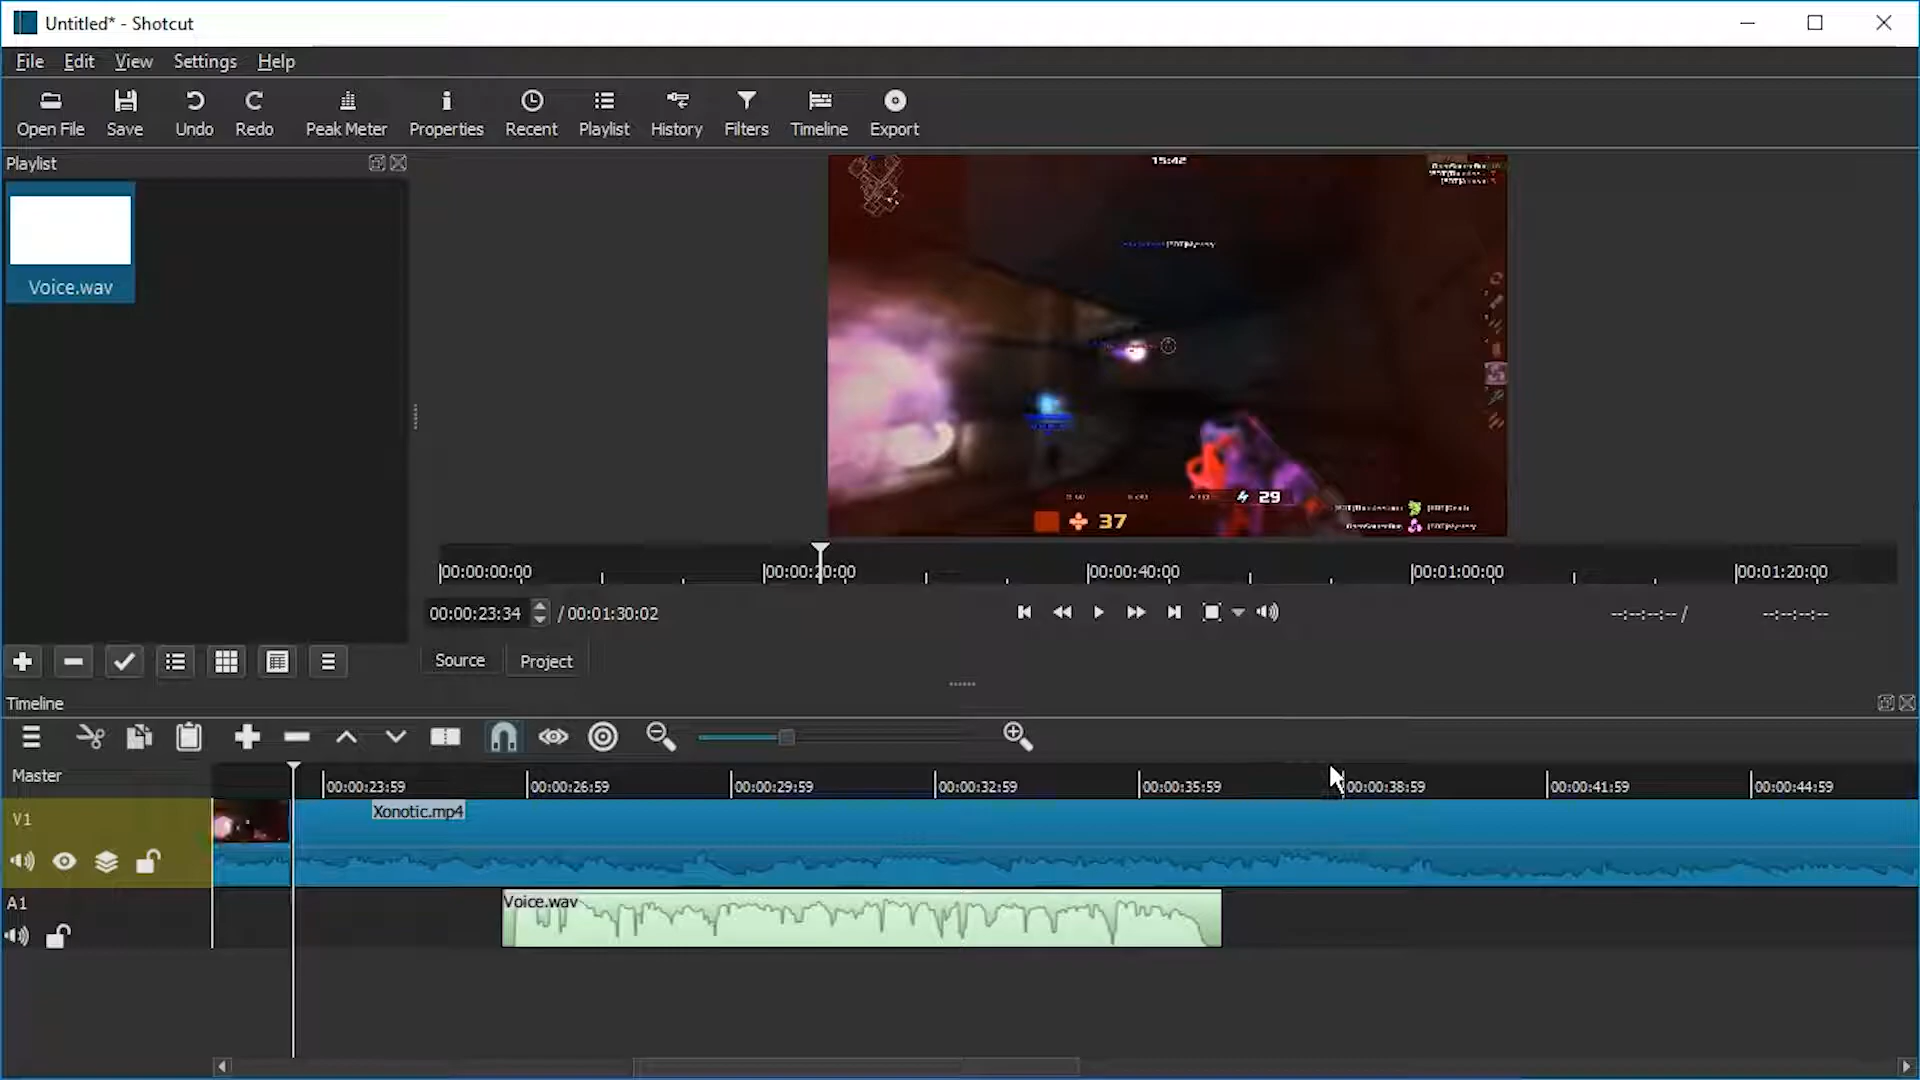 Untitled* - Shotcut
File Edit View Settings Help
Open File Save Undo Redo Peak Meter Properties Recent Playlist History Filters Timeline Export
Playlist
Voice.wav
15:42
29
37
00:00:00:00 00:00:20:00 00:00:40:00 00:01:00:00 00:01:20:00
00:00:23:34 / 00:01:30:02 --:--:--:-- / --:--:--:--
Source Project
Timeline
Master
00:00:23:59 00:00:26:59 00:00:29:59 00:00:32:59 00:00:35:59 00:00:38:59 00:00:41:59 00:00:44:59
V1
Xonotic.mp4
A1
Voice.wav